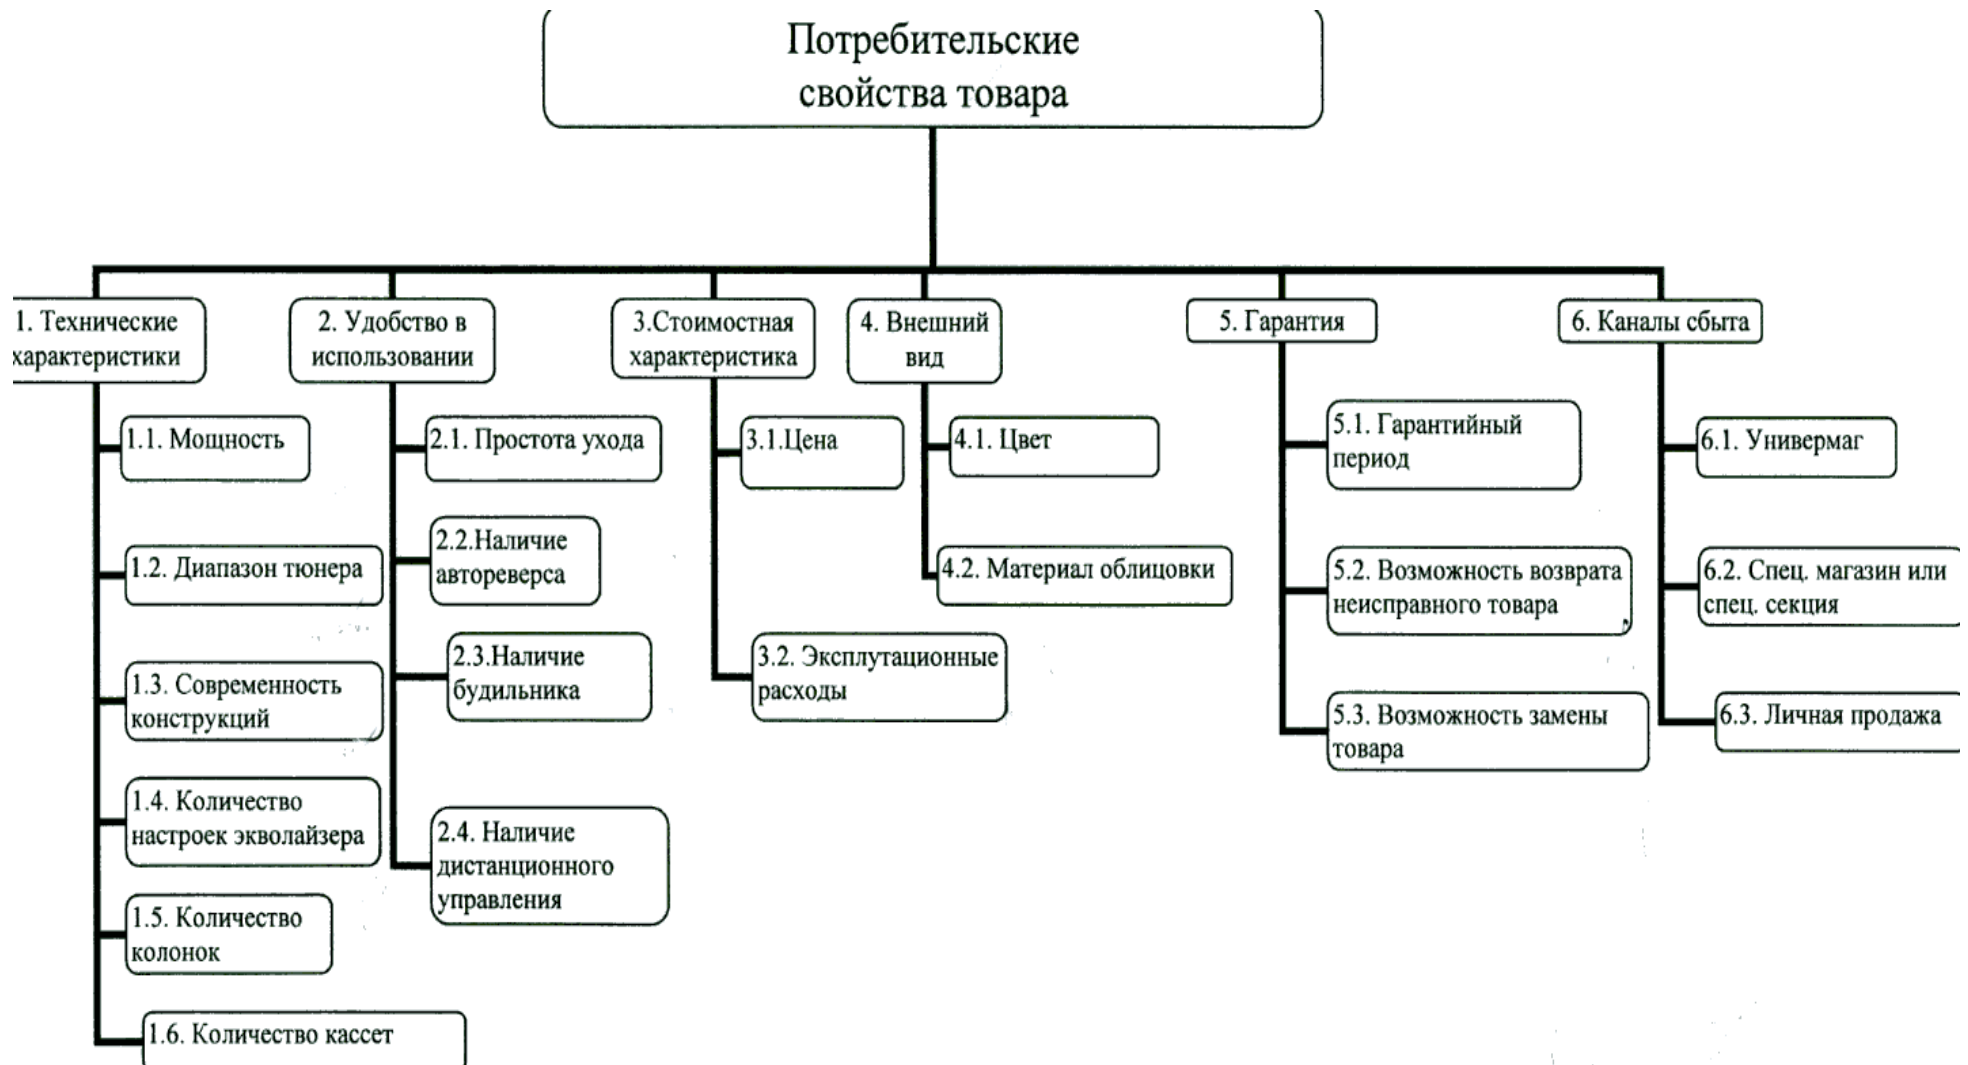 Потребительские
свойства товара
1. Технические
характеристики
1.1. Мощность
1.2. Диапазон тюнера
1.3. Современность
конструкций
1.4. Количество
настроек экволайзера
1.5. Количество
колонок
1.6. Количество кассет
2. Удобство в
использовании
2.1. Простота ухода
2.2.Наличие
автореверса
2.3.Наличие
будильника
2.4. Наличие
дистанционного
управления
3.Стоимостная
характеристика
3.1.Цена
3.2. Эксплутационные
расходы
4. Внешний
вид
4.1. Цвет
4.2. Материал облицовки
5. Гарантия
5.1. Гарантийный
период
5.2. Возможность возврата
неисправного товара
5.3. Возможность замены
товара
6. Каналы сбыта
6.1. Универмаг
6.2. Спец. магазин или
спец. секция
6.3. Личная продажа